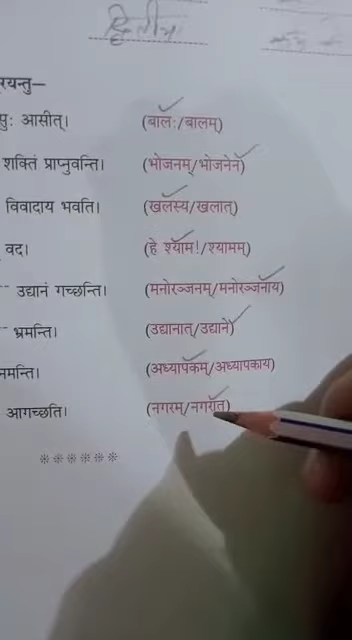 द्वितीया
रयन्तु—
सुः आसीत्। (बालः/बालम्)
शक्तिं प्राप्नुवन्ति। (भोजनम्/भोजनेन)
विवादाय भवति। (खलस्य/खलात्)
वद। (हे श्याम!/श्यामम्)
उद्यानं गच्छन्ति। (मनोरञ्जनम्/मनोरञ्जनाय)
भ्रमन्ति। (उद्यानात्/उद्याने)
नमन्ति। (अध्यापकम्/अध्यापकाय)
आगच्छति। (नगरम्/नगरात्)